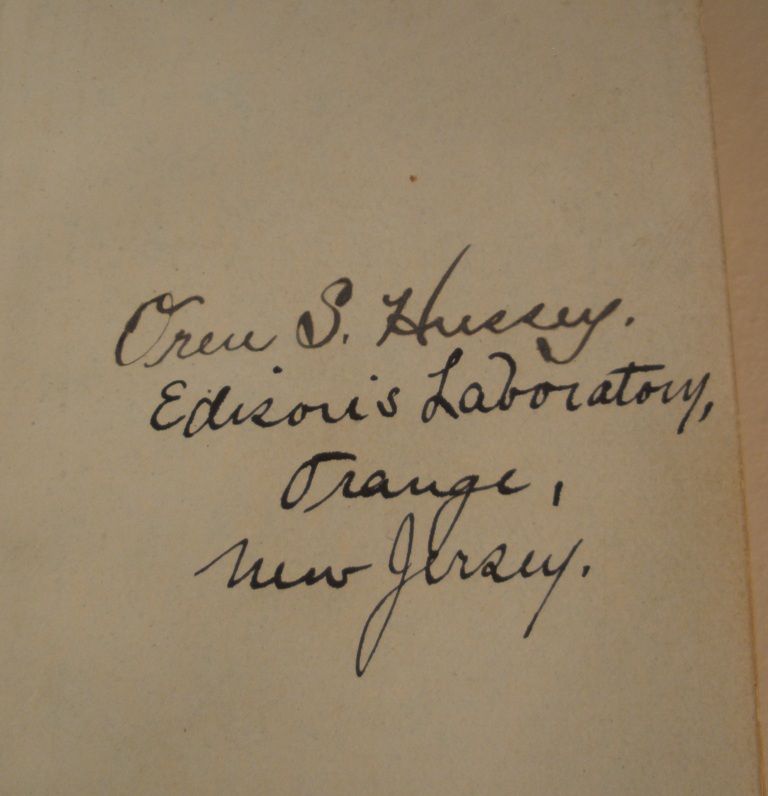 Oren S. Hussey.
Edison's Laboratory,
Orange,
New Jersey.